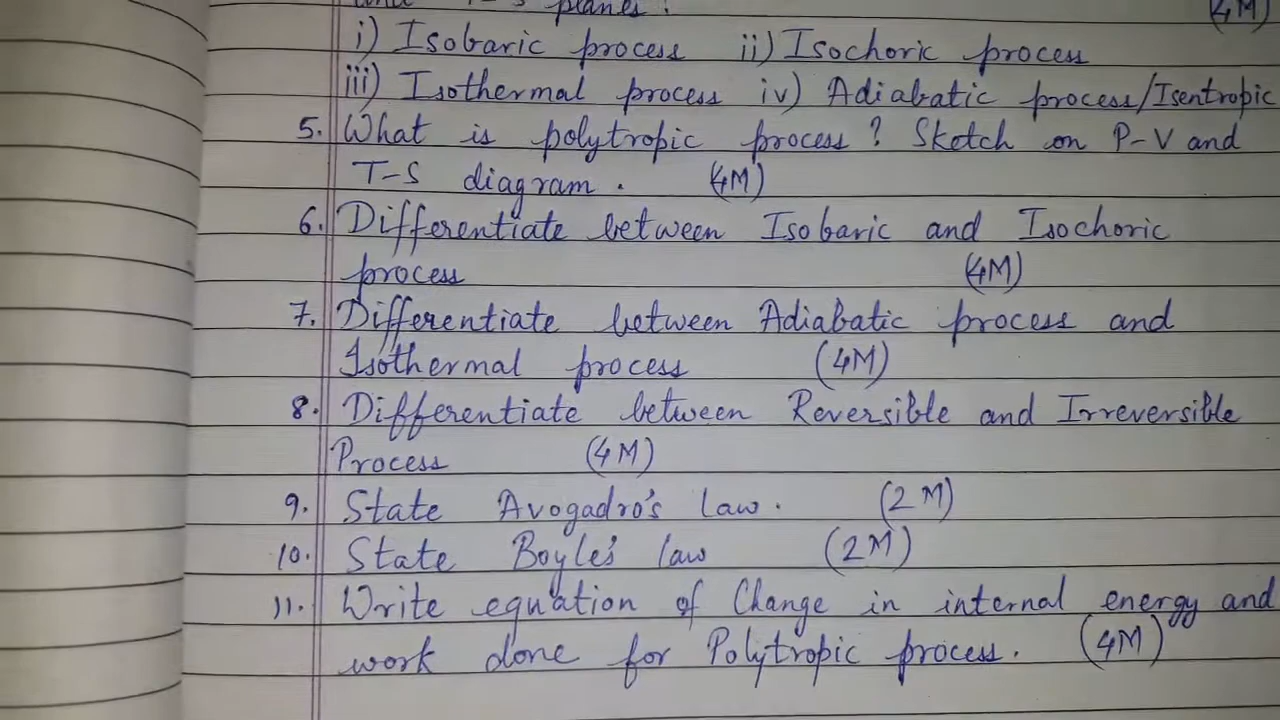 and T-S planes. (4M)
i) Isobaric process ii) Isochoric process
iii) Isothermal process iv) Adiabatic process/Isentropic
5. What is polytropic process? Sketch on P-V and
T-S diagram. (4M)
6. Differentiate between Isobaric and Isochoric
process (4M)
7. Differentiate between Adiabatic process and
Isothermal process (4M)
8. Differentiate between Reversible and Irreversible
Process (4M)
9. State Avogadro's law. (2M)
10. State Boyle's law (2M)
11. Write equation of Change in internal energy and
work done for Polytropic process. (4M)